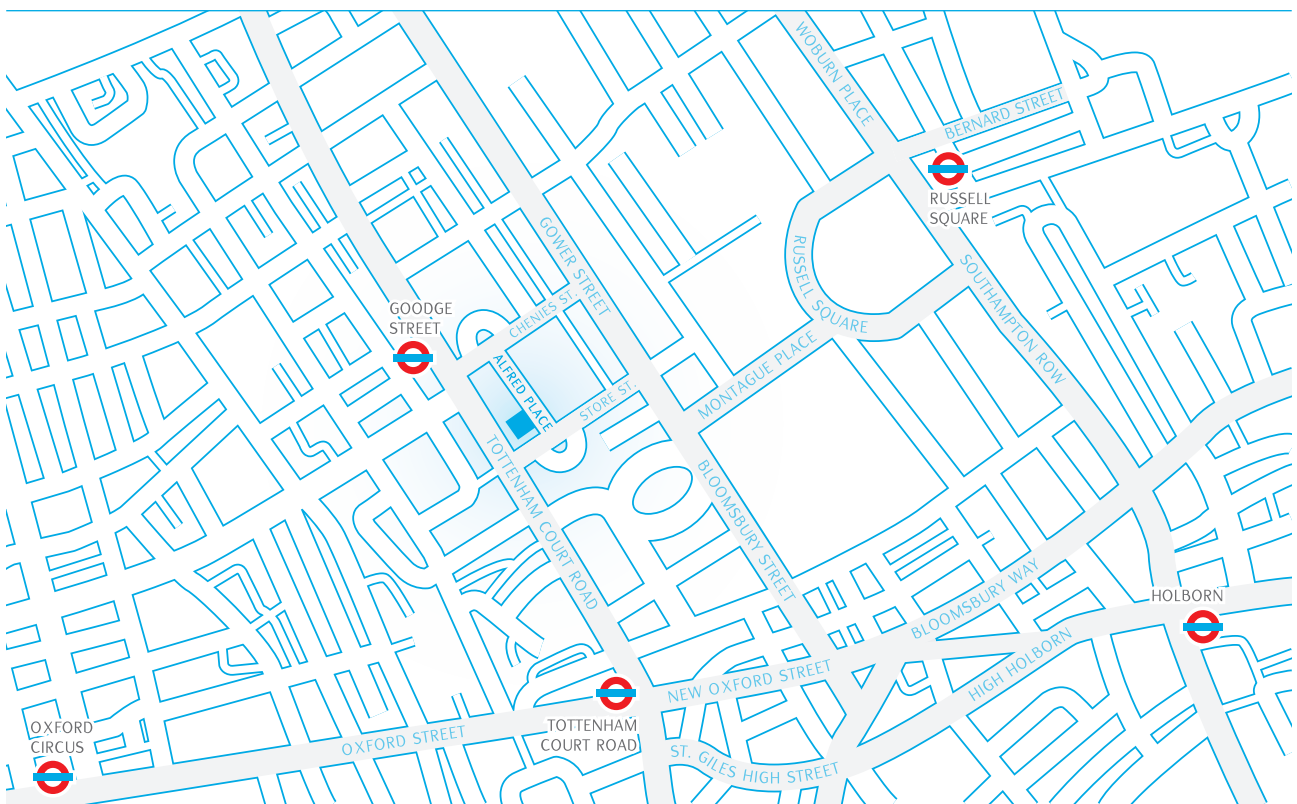 WOBURN PLACE
BERNARD STREET
RUSSELL
SQUARE
GOWER STREET
RUSSELL SQUARE
SOUTHAMPTON ROW
GOODGE
STREET
CHENIES ST.
ALFRED PLACE
STORE ST.
MONTAGUE PLACE
TOTTENHAM COURT ROAD
BLOOMSBURY STREET
BLOOMSBURY WAY
HOLBORN
HIGH HOLBORN
NEW OXFORD STREET
OXFORD
CIRCUS
OXFORD STREET
TOTTENHAM
COURT ROAD
ST. GILES HIGH STREET